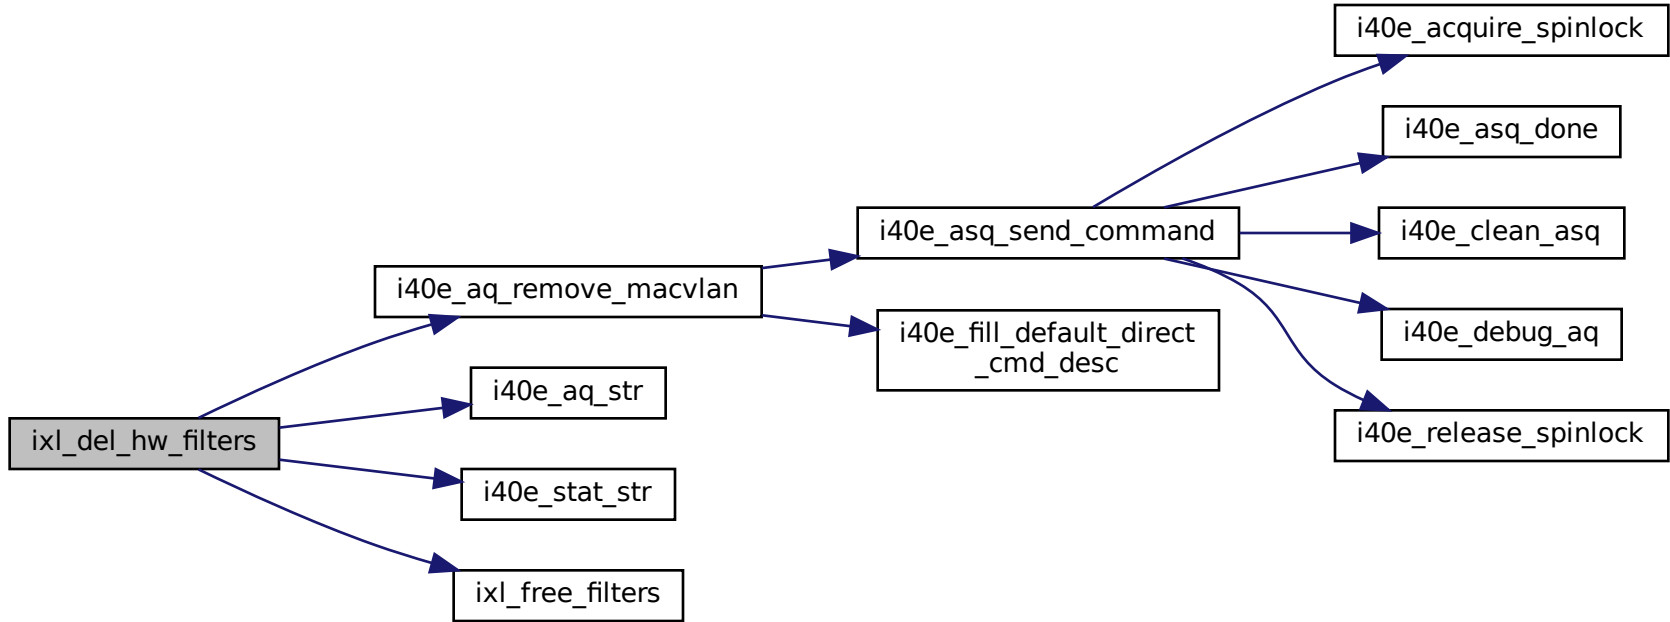 i40e_acquire_spinlock
i40e_asq_done
i40e_asq_send_command
i40e_clean_asq
i40e_aq_remove_macvlan
i40e_fill_default_direct
_cmd_desc
i40e_debug_aq
i40e_aq_str
ixl_del_hw_filters
i40e_release_spinlock
i40e_stat_str
ixl_free_filters